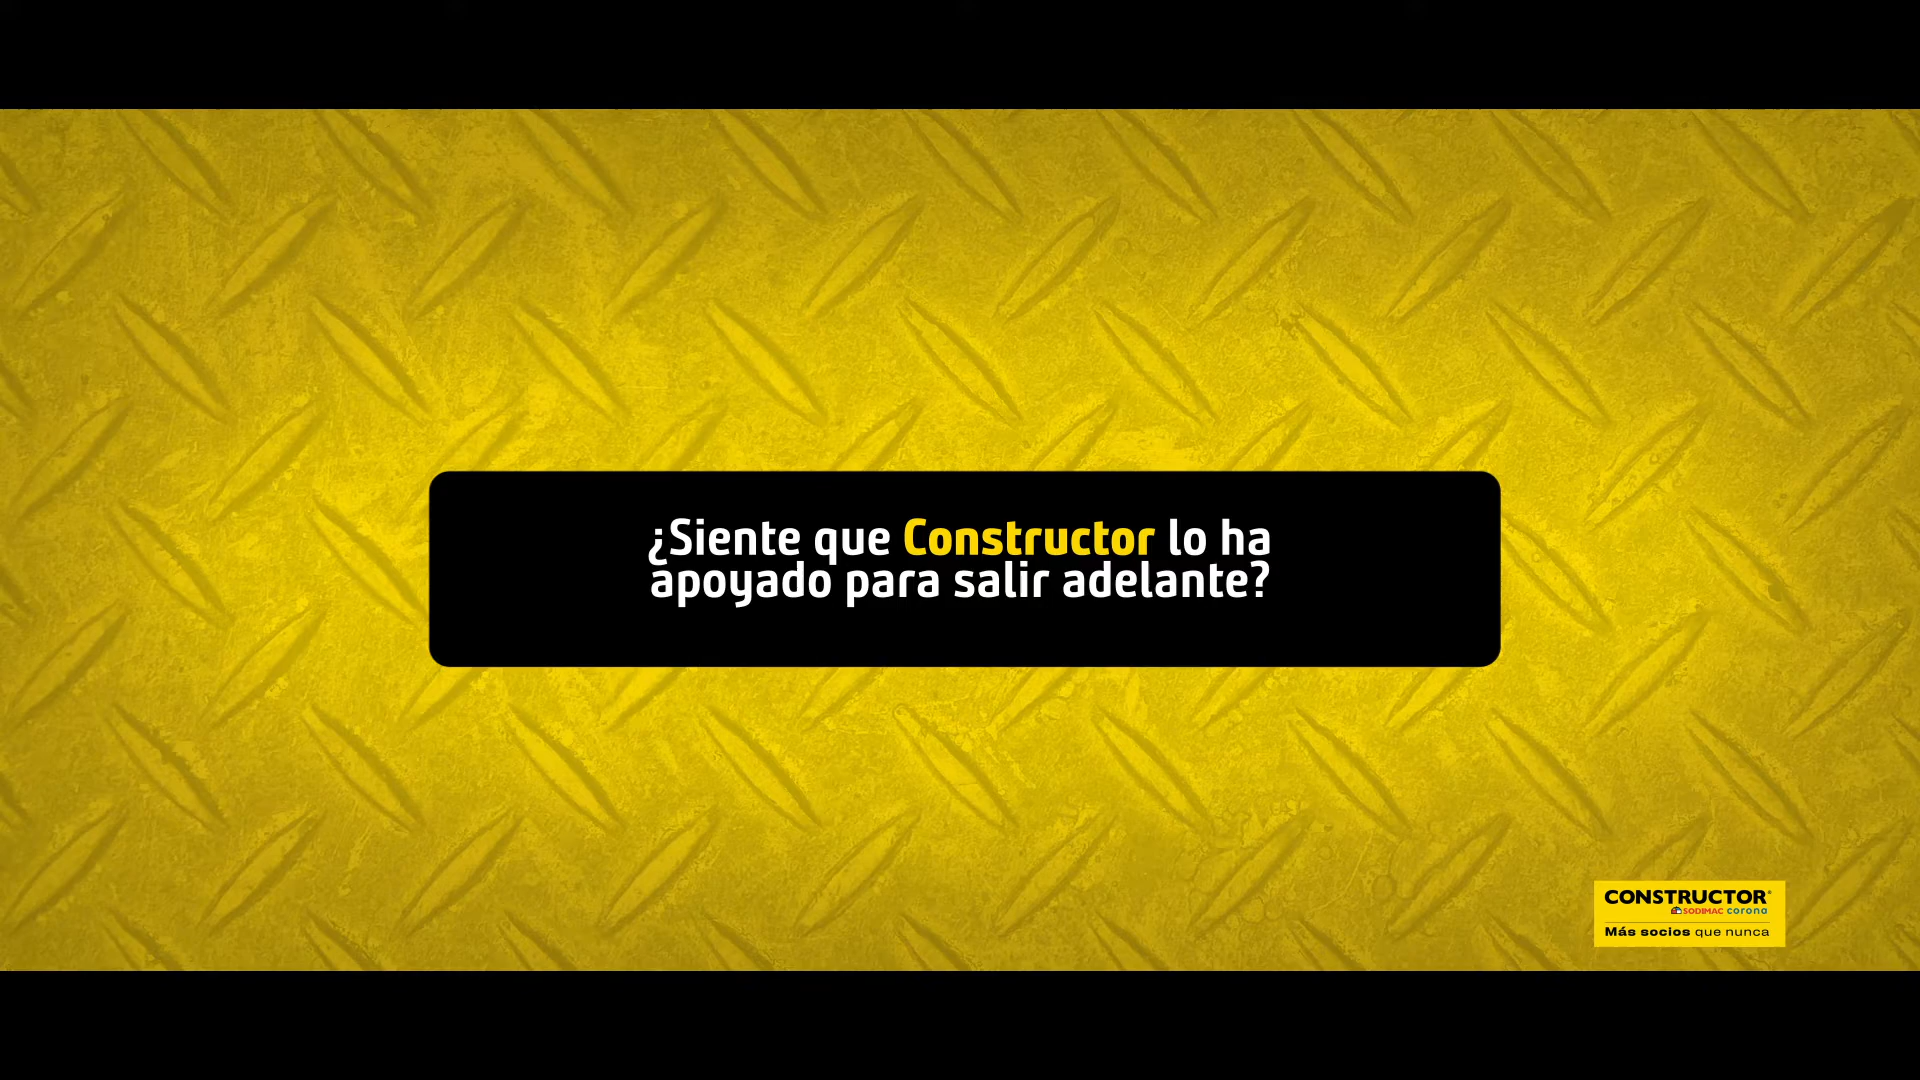 ¿Siente que Constructor lo ha
apoyado para salir adelante?
CONSTRUCTOR®
SODIMAC corona
Más socios que nunca